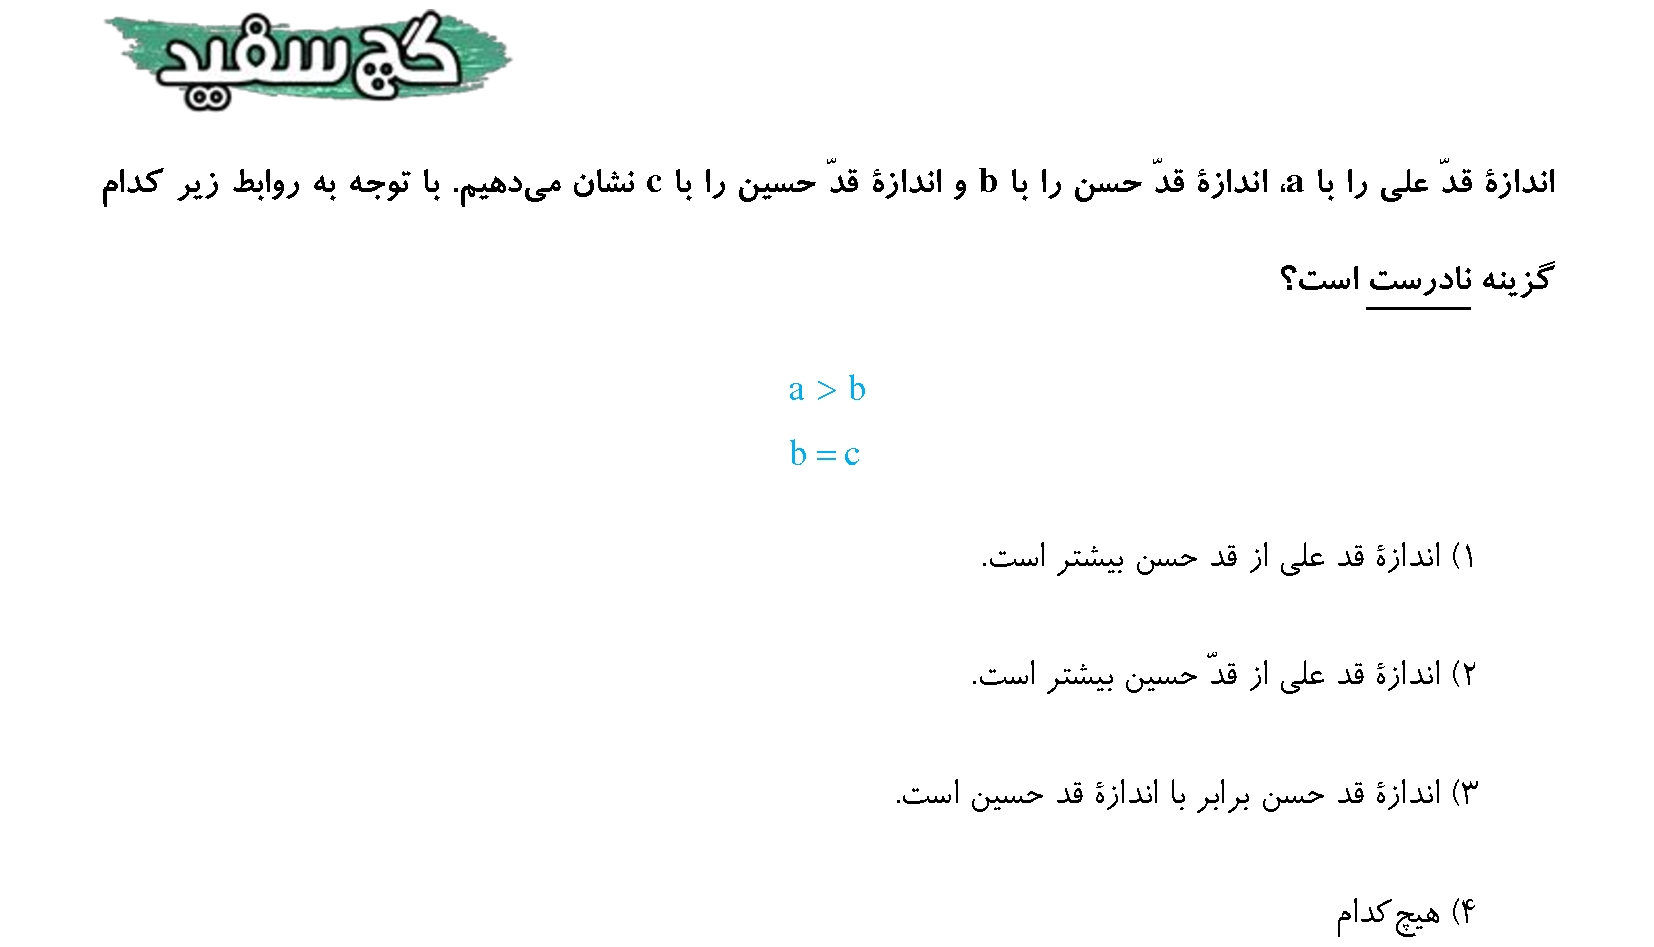 گچ سفید
اندازهٔ قدّ علی را با a، اندازهٔ قدّ حسن را با b و اندازهٔ قدّ حسین را با c نشان می‌دهیم. با توجه به روابط زیر کدام
گزینه نادرست است؟
a > b
b = c
۱) اندازهٔ قد علی از قد حسن بیشتر است.
۲) اندازهٔ قد علی از قدّ حسین بیشتر است.
۳) اندازهٔ قد حسن برابر با اندازهٔ قد حسین است.
۴) هیچ‌کدام